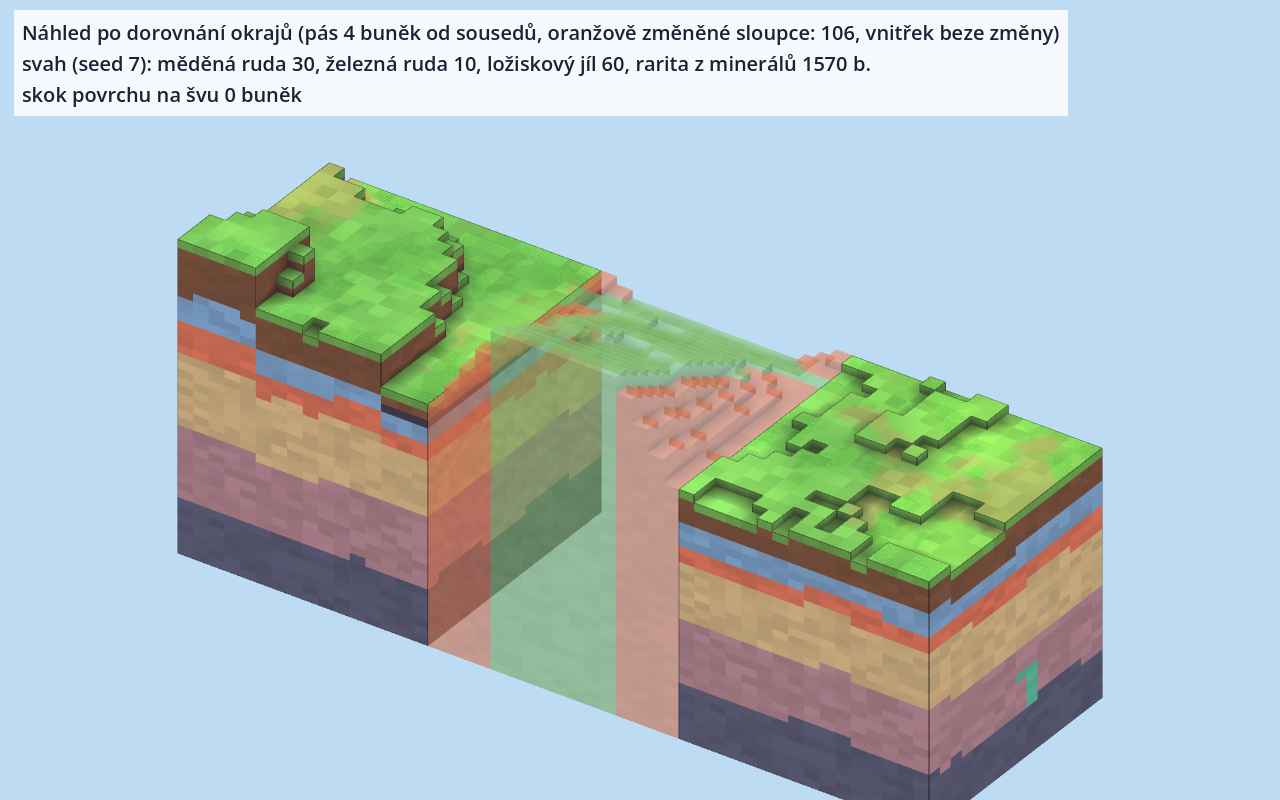 Náhled po dorovnání okrajů (pás 4 buněk od sousedů, oranžově změněné sloupce: 106, vnitřek beze změny)
svah (seed 7): měděná ruda 30, železná ruda 10, ložiskový jíl 60, rarita z minerálů 1570 b.
skok povrchu na švu 0 buněk
1